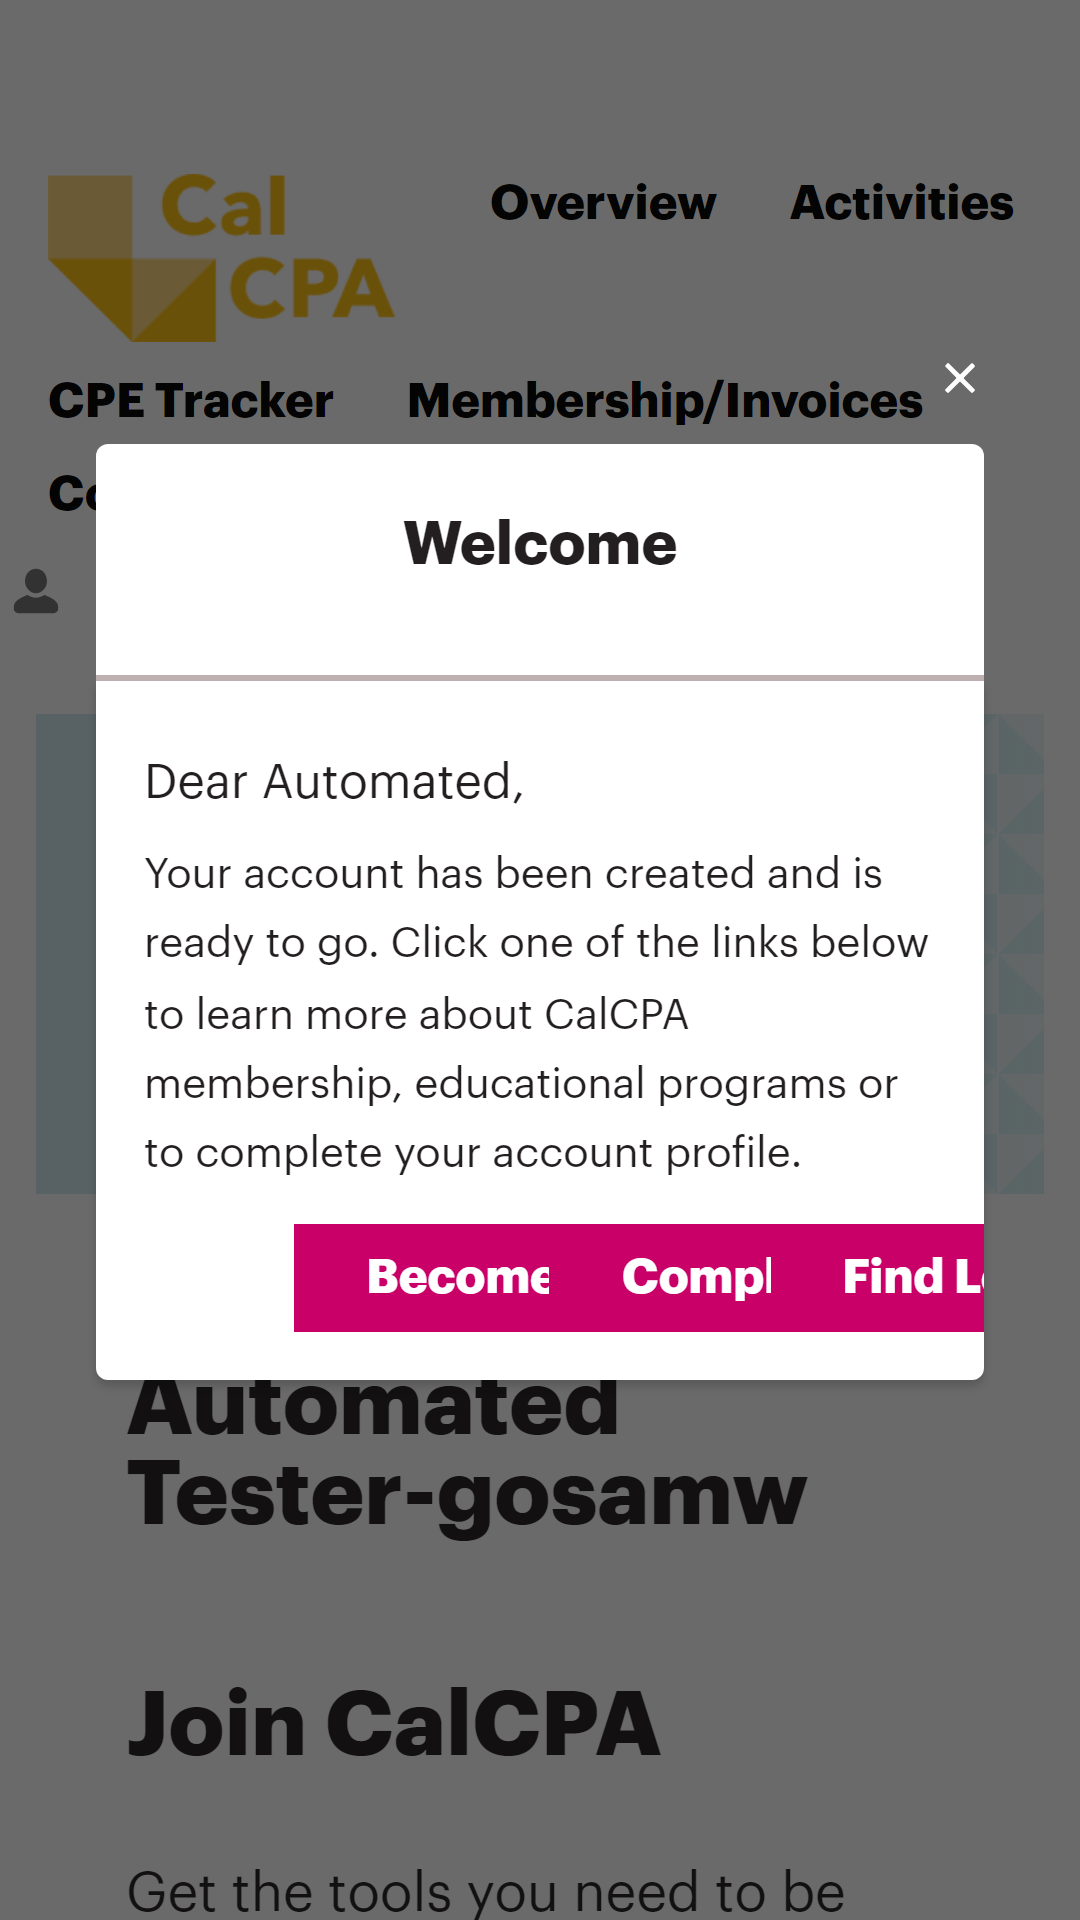 Cal
CPA
Overview
Activities
CPE Tracker
Membership/Invoices
Co
Welcome
Dear Automated,
Your account has been created and is
ready to go. Click one of the links below
to learn more about CalCPA
membership, educational programs or
to complete your account profile.
Become
Compl
Find L
Automated
Tester-gosamw
Join CalCPA
Get the tools you need to be